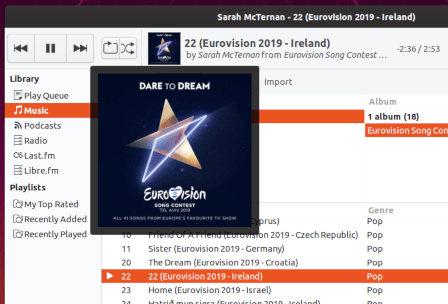 Sarah McTernan - 22 (Eurovision 2019 - Ireland)
22 (Eurovision 2019 - Ireland)
by Sarah McTernan from Eurovision Song Contest ...
-2:36 / 2:53
Library
Play Queue
Music
Podcasts
Radio
Last.fm
Libre.fm
Playlists
My Top Rated
Recently Added
Recently Played
DARE TO DREAM
EUROVISION
SONG CONTEST
TEL AVIV 2019
ALL 41 SONGS FROM EUROPE'S FAVOURITE TV SHOW
Import
Album
1 album (18)
Eurovision Song Con
Genre
yprus) Pop
10 Friend Of A Friend (Eurovision 2019 - Czech Republic) Pop
11 Sister (Eurovision 2019 - Germany) Pop
20 The Dream (Eurovision 2019 - Croatia) Pop
22 22 (Eurovision 2019 - Ireland) Pop
23 Home (Eurovision 2019 - Israel) Pop
24 Hatrið mun sigra (Eurovision 2019 - Iceland) Pop